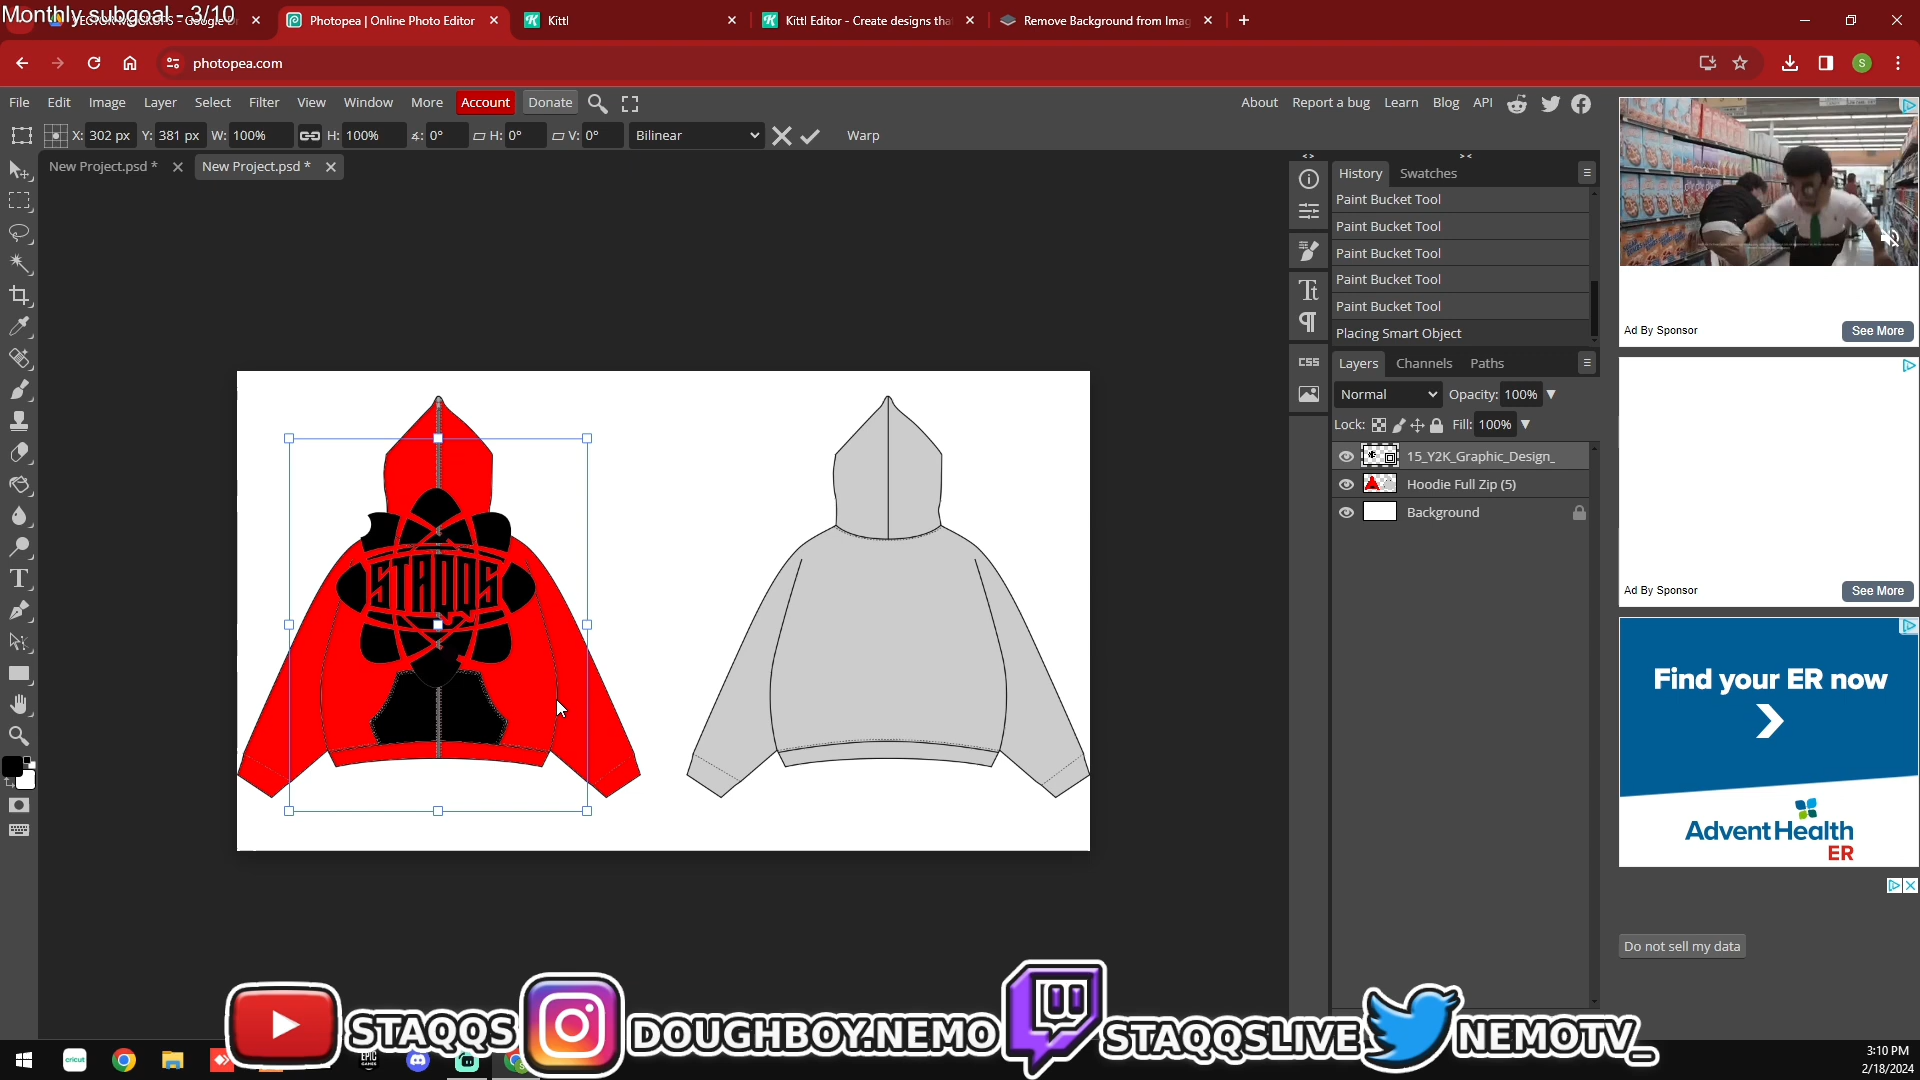 Monthly subgoal - 3/10
Photopea | Online Photo Editor
Kittl
Kittl Editor - Create designs tha
Remove Background from Imag
photopea.com
S
File Edit Image Layer Select Filter View Window More Account Donate
About Report a bug Learn Blog API
X: 302 px Y: 381 px W: 100% H: 100% 0° H: 0° V: 0° Bilinear Warp
New Project.psd *
New Project.psd *
History Swatches
Paint Bucket Tool
Paint Bucket Tool
Paint Bucket Tool
Paint Bucket Tool
Paint Bucket Tool
Placing Smart Object
CSS
Layers Channels Paths
Normal Opacity: 100%
Lock: Fill: 100%
15_Y2K_Graphic_Design_
Hoodie Full Zip (5)
Background
STAQQS
Ad By Sponsor
See More
Ad By Sponsor
See More
Find your ER now
AdventHealth
ER
Do not sell my data
STAQQS
DOUGHBOY.NEMO
STAQQSLIVE
NEMOTV_
cricut
EPIC
GAMES
3:10 PM
2/18/2024